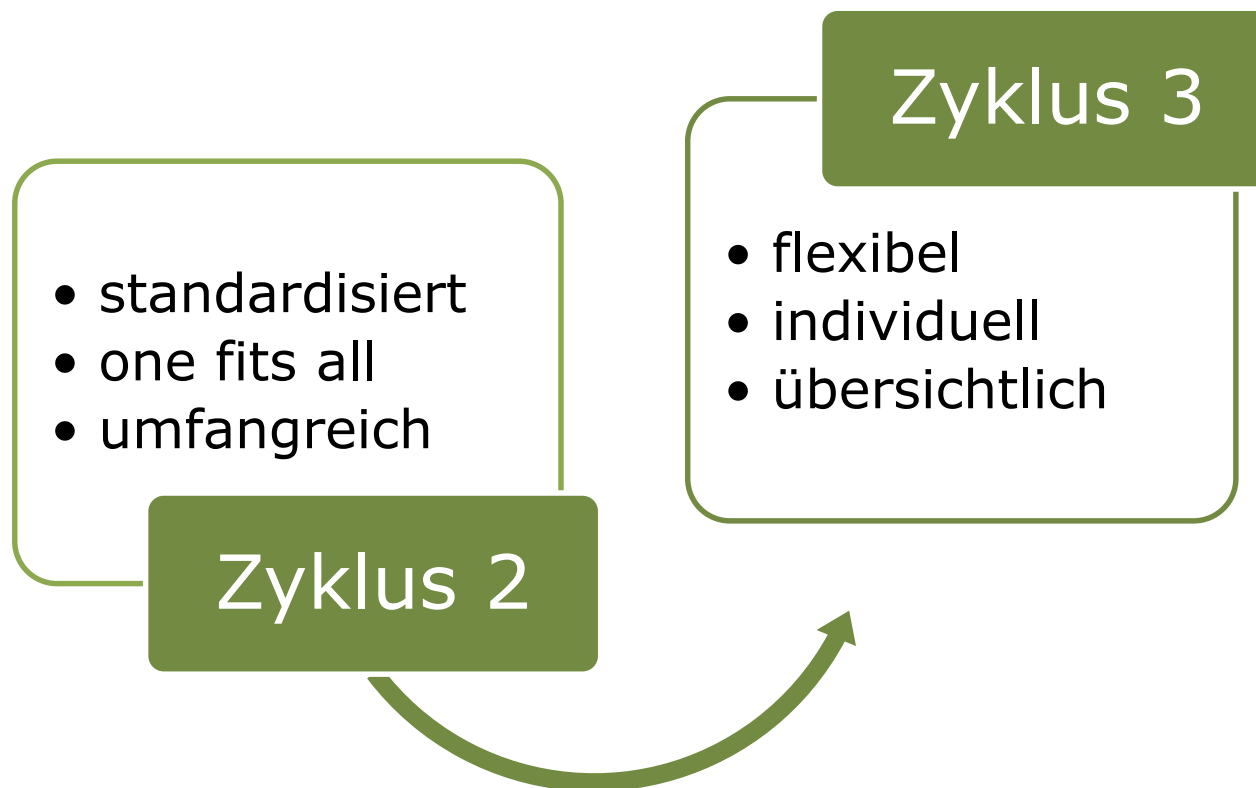 • standardisiert
• one fits all
• umfangreich
Zyklus 2
Zyklus 3
• flexibel
• individuell
• übersichtlich